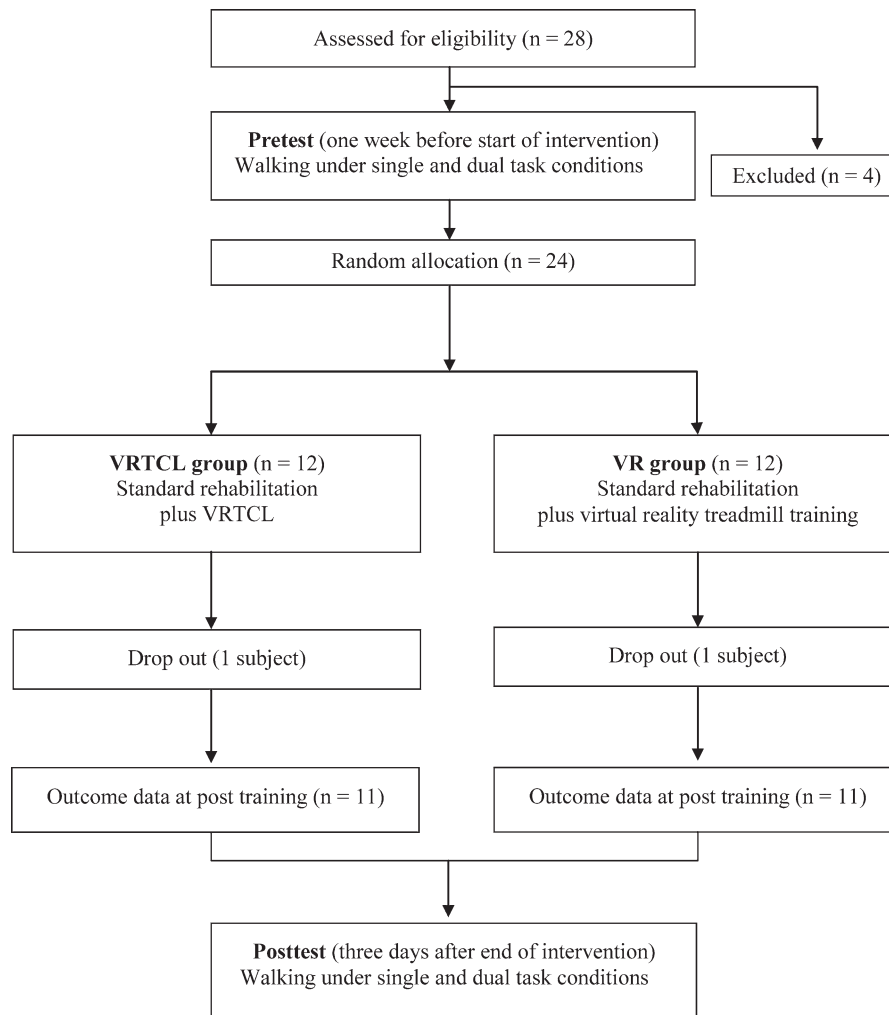 Assessed for eligibility (n = 28)
Pretest (one week before start of intervention)
Walking under single and dual task conditions
Excluded (n = 4)
Random allocation (n = 24)
VRTCL group (n = 12)
Standard rehabilitation
plus VRTCL
VR group (n = 12)
Standard rehabilitation
plus virtual reality treadmill training
Drop out (1 subject)
Drop out (1 subject)
Outcome data at post training (n = 11)
Outcome data at post training (n = 11)
Posttest (three days after end of intervention)
Walking under single and dual task conditions